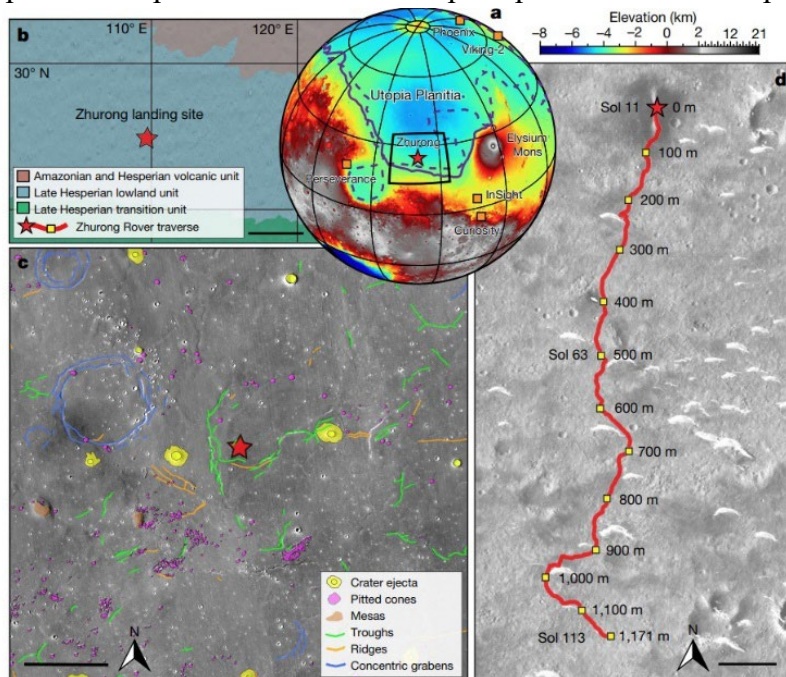 a
Elevation (km)
-8 -6 -4 -2 0 2 12 21
b
110° E
120° E
30° N
Zhurong landing site
Amazonian and Hesperian volcanic unit
Late Hesperian lowland unit
Late Hesperian transition unit
Zhurong Rover traverse
Phoenix
Viking-2
Utopia Planitia
Zhurong
Elysium
Mons
Perseverance
InSight
Curiosity
c
Crater ejecta
Pitted cones
Mesas
Troughs
Ridges
Concentric grabens
N
d
Sol 11
0 m
100 m
200 m
300 m
400 m
Sol 63
500 m
600 m
700 m
800 m
900 m
1,000 m
1,100 m
Sol 113
1,171 m
N